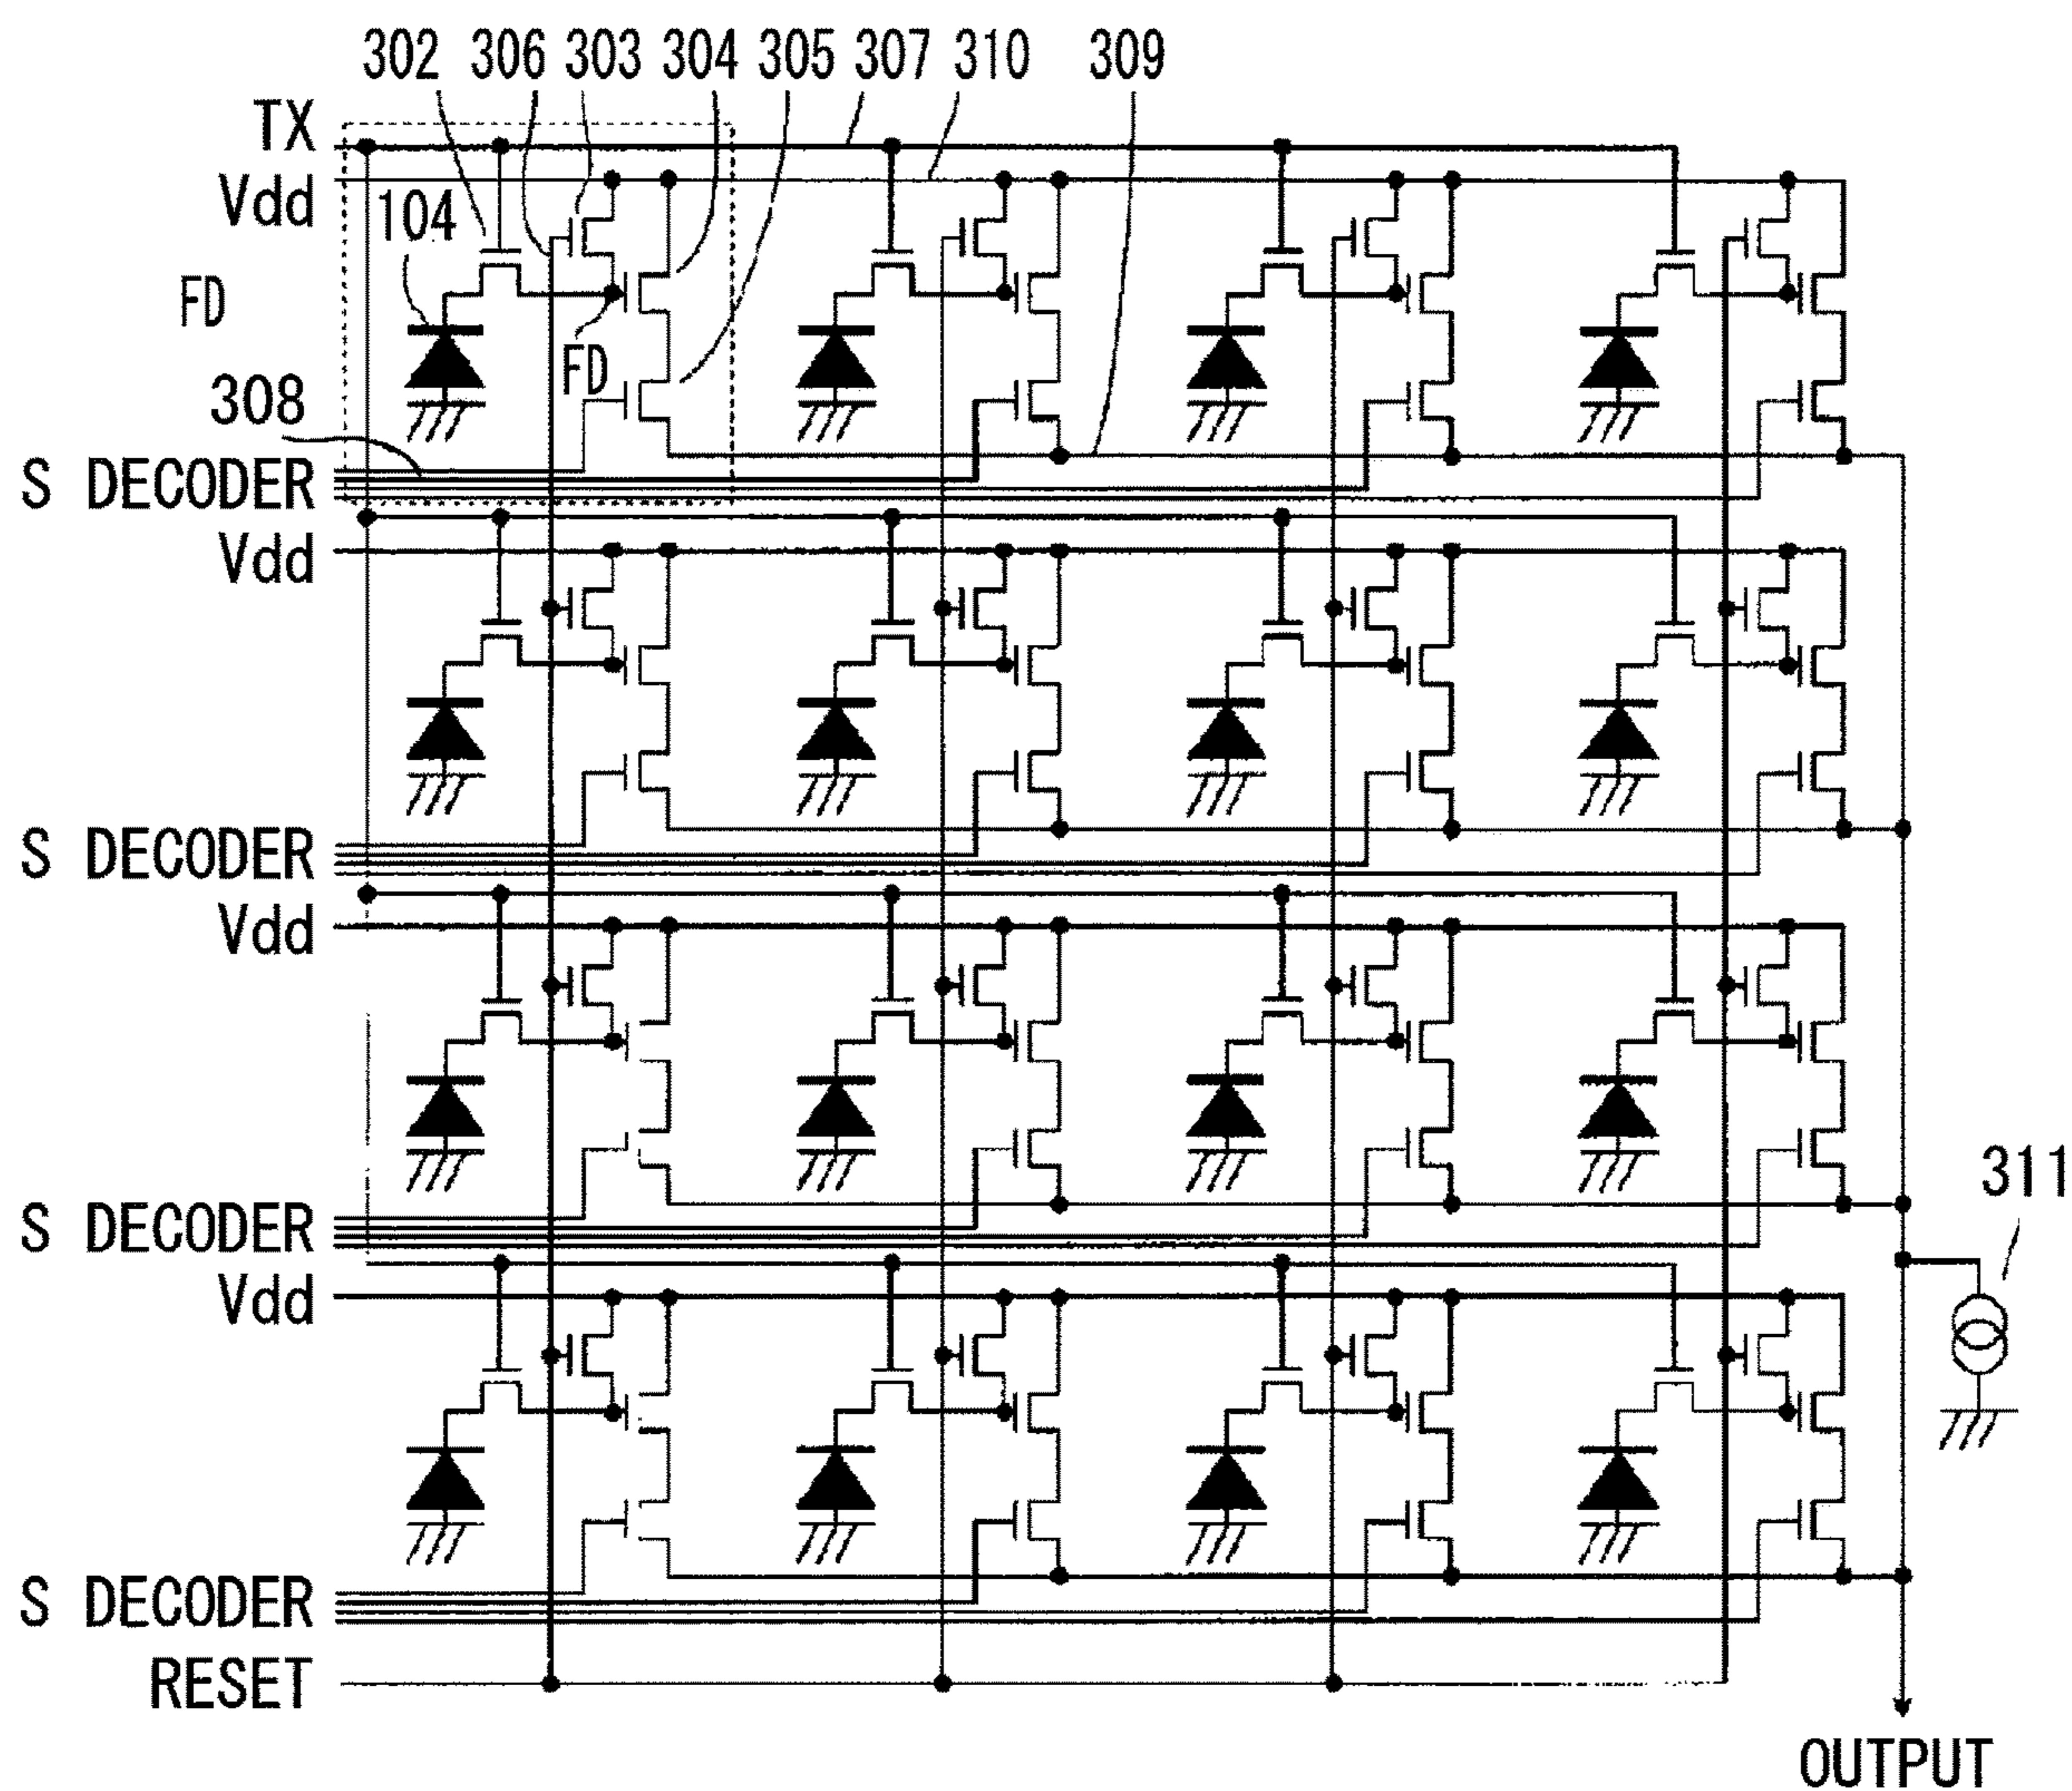 302 306 303 304 305 307 310 309
TX
Vdd
104
FD
FD
308
S DECODER
Vdd
S DECODER
Vdd
311
S DECODER
Vdd
S DECODER
RESET
OUTPUT